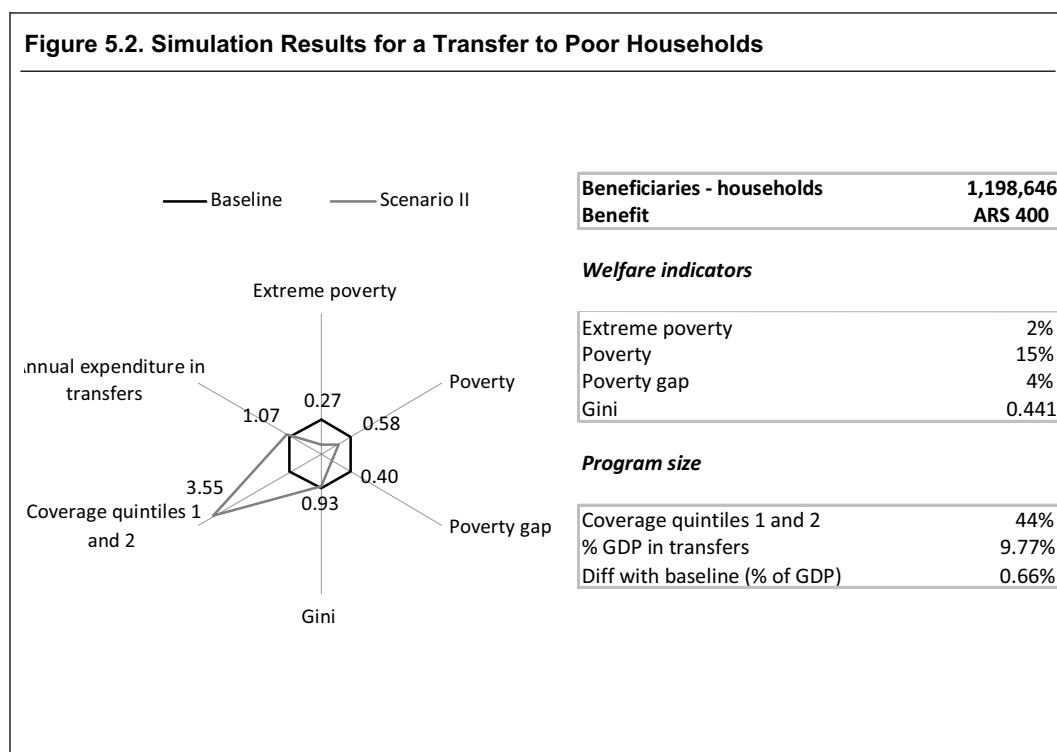 Figure 5.2. Simulation Results for a Transfer to Poor Households
Baseline
Scenario II
Extreme poverty
Poverty
Poverty gap
Gini
Coverage quintiles 1
and 2
nnual expenditure in
transfers
0.27
0.58
0.40
0.93
3.55
1.07
Beneficiaries - households 1,198,646
Benefit ARS 400
Welfare indicators
Extreme poverty 2%
Poverty 15%
Poverty gap 4%
Gini 0.441
Program size
Coverage quintiles 1 and 2 44%
% GDP in transfers 9.77%
Diff with baseline (% of GDP) 0.66%